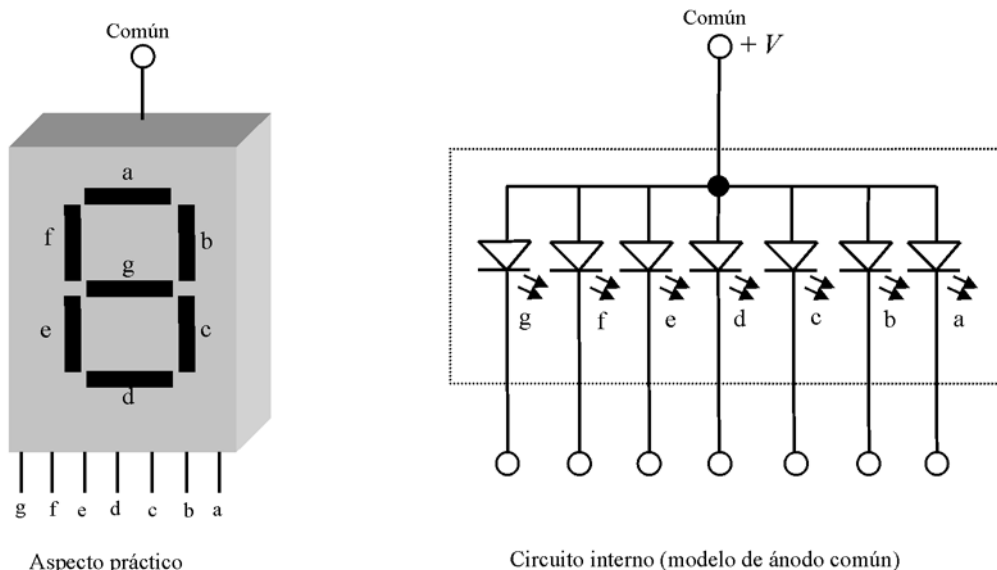 Común
a
f
b
g
e
c
d
g f e d c b a
Aspecto práctico
Común
+ V
g f e d c b a
Circuito interno (modelo de ánodo común)